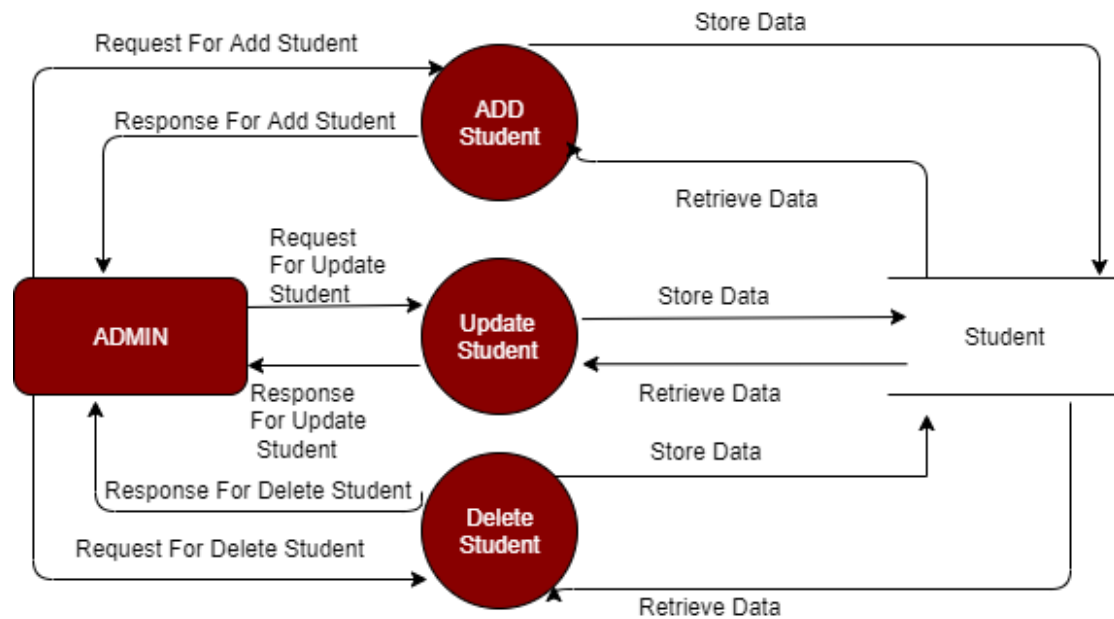 Store Data
Request For Add Student
ADD
Student
Response For Add Student
Retrieve Data
Request
For Update
Student
Store Data
ADMIN
Update
Student
Student
Retrieve Data
Response
For Update
Student
Store Data
Response For Delete Student
Delete
Student
Request For Delete Student
Retrieve Data